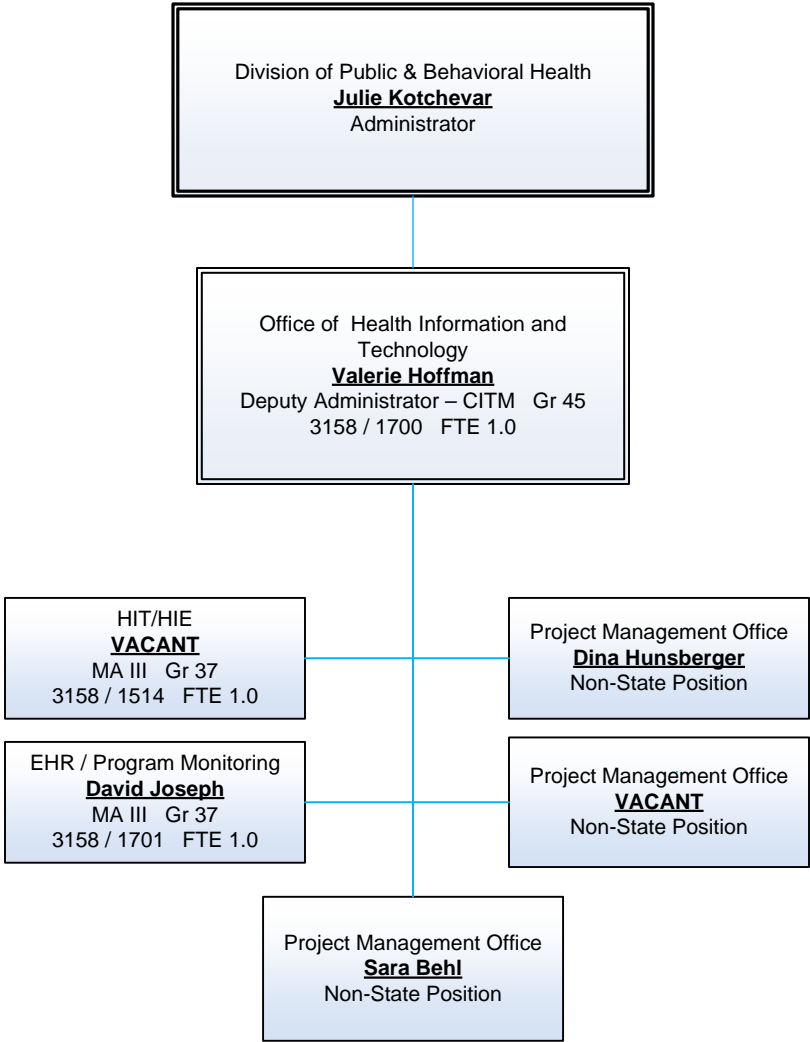 Division of Public & Behavioral Health
Julie Kotchevar
Administrator
Office of Health Information and
Technology
Valerie Hoffman
Deputy Administrator – CITM Gr 45
3158 / 1700 FTE 1.0
HIT/HIE
VACANT
MA III Gr 37
3158 / 1514 FTE 1.0
Project Management Office
Dina Hunsberger
Non-State Position
EHR / Program Monitoring
David Joseph
MA III Gr 37
3158 / 1701 FTE 1.0
Project Management Office
VACANT
Non-State Position
Project Management Office
Sara Behl
Non-State Position